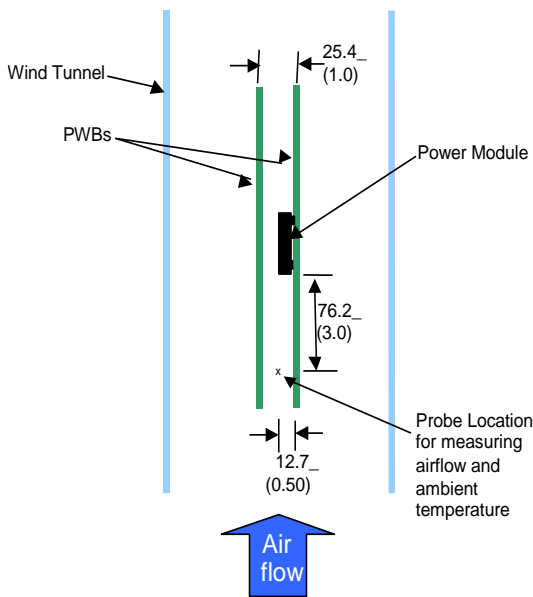 25.4_
(1.0)
Wind Tunnel
PWBs
Power Module
76.2_
(3.0)
x
Probe Location
for measuring
airflow and
ambient
temperature
12.7_
(0.50)
Air
flow